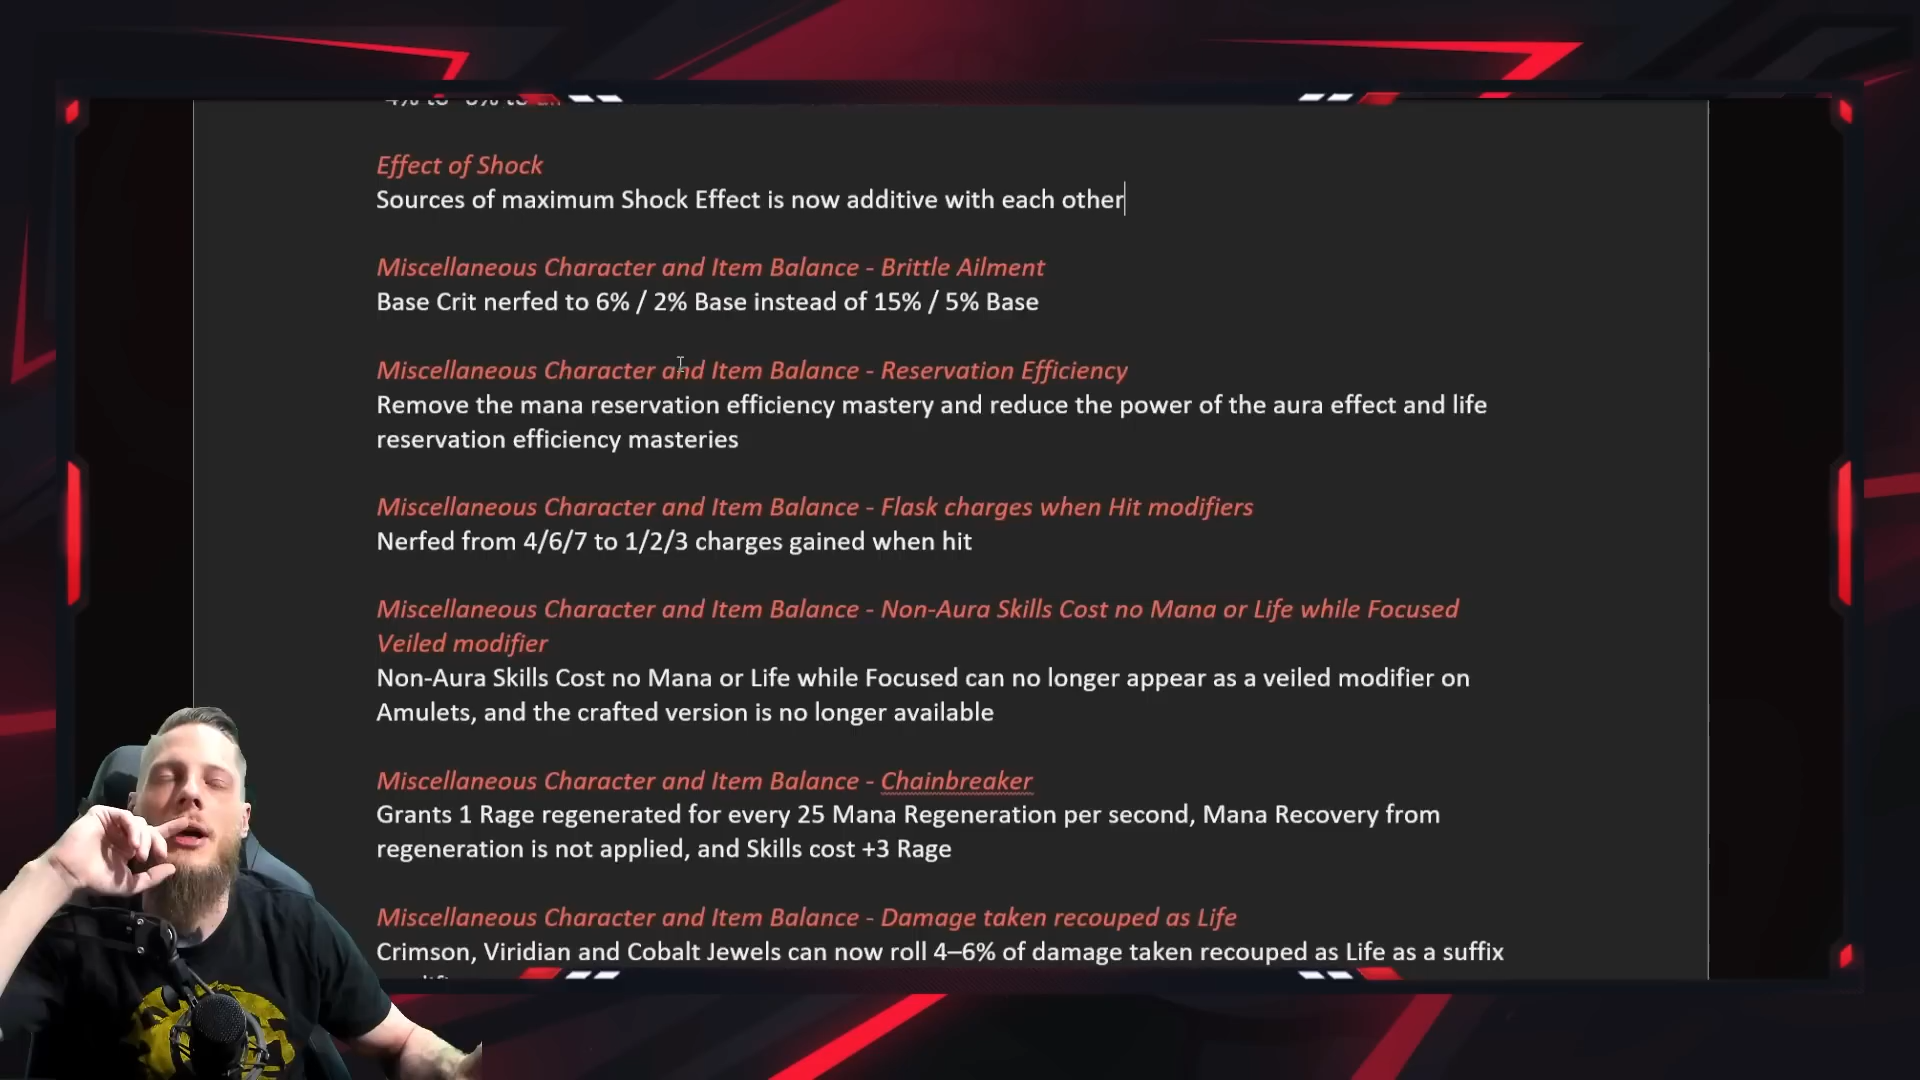 Effect of Shock
Sources of maximum Shock Effect is now additive with each other
Miscellaneous Character and Item Balance - Brittle Ailment
Base Crit nerfed to 6% / 2% Base instead of 15% / 5% Base
Miscellaneous Character and Item Balance - Reservation Efficiency
Remove the mana reservation efficiency mastery and reduce the power of the aura effect and life
reservation efficiency masteries
Miscellaneous Character and Item Balance - Flask charges when Hit modifiers
Nerfed from 4/6/7 to 1/2/3 charges gained when hit
Miscellaneous Character and Item Balance - Non-Aura Skills Cost no Mana or Life while Focused
Veiled modifier
Non-Aura Skills Cost no Mana or Life while Focused can no longer appear as a veiled modifier on
Amulets, and the crafted version is no longer available
Miscellaneous Character and Item Balance - Chainbreaker
Grants 1 Rage regenerated for every 25 Mana Regeneration per second, Mana Recovery from
regeneration is not applied, and Skills cost +3 Rage
Miscellaneous Character and Item Balance - Damage taken recouped as Life
Crimson, Viridian and Cobalt Jewels can now roll 4–6% of damage taken recouped as Life as a suffix